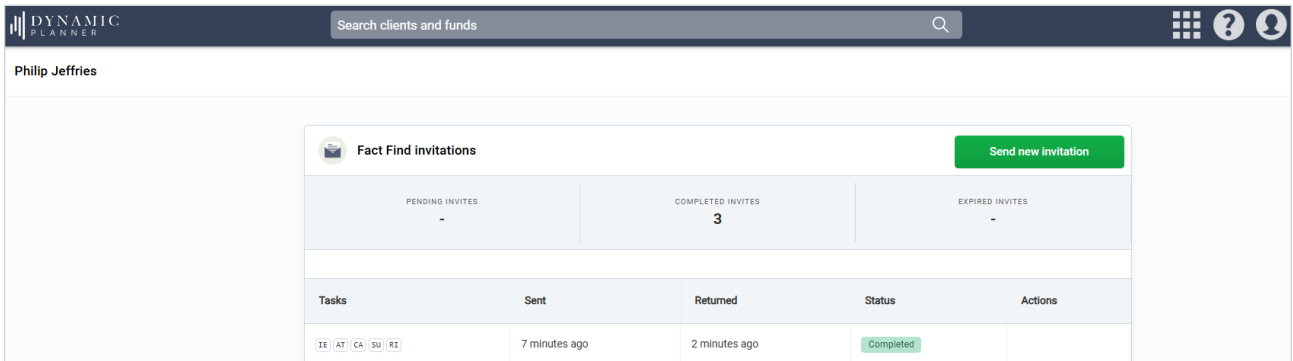 DYNAMIC
PLANNER
Search clients and funds
Philip Jeffries
Fact Find invitations
Send new invitation
PENDING INVITES
-
COMPLETED INVITES
3
EXPIRED INVITES
-
Tasks Sent Returned Status Actions
IE AT CA SU RI 7 minutes ago 2 minutes ago Completed